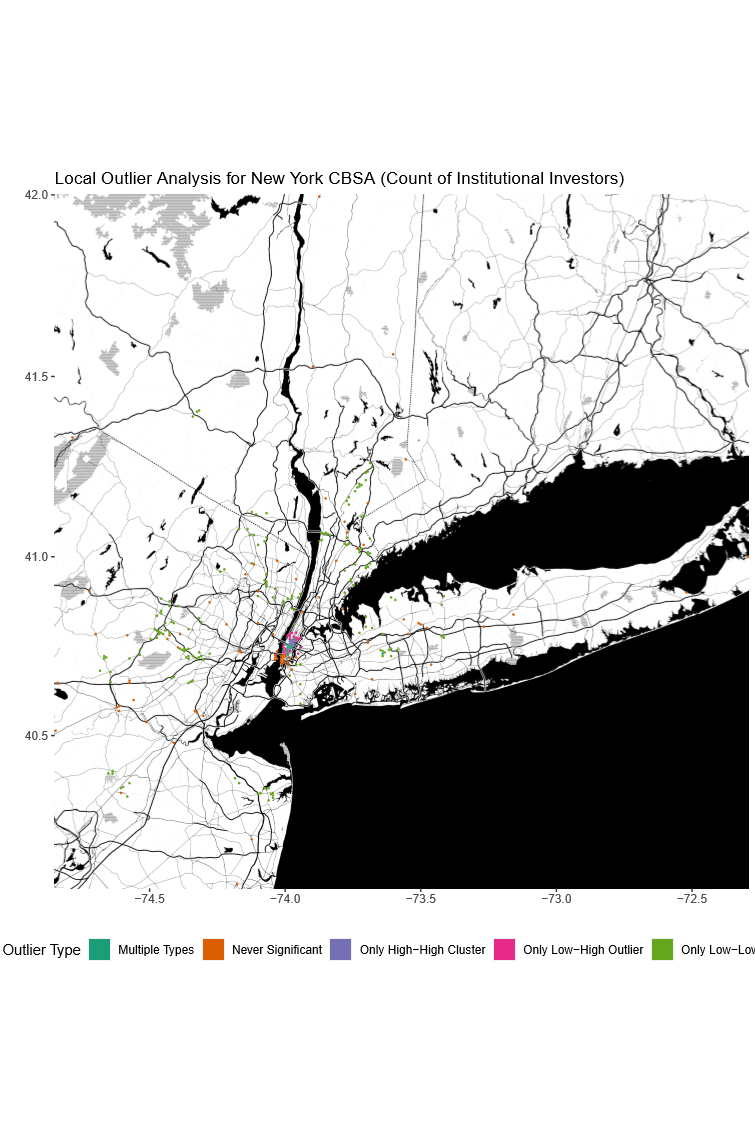 Local Outlier Analysis for New York CBSA (Count of Institutional Investors)
42.0
41.5
41.0
40.5
−74.5 −74.0 −73.5 −73.0 −72.5
Outlier Type Multiple Types Never Significant Only High−High Cluster Only Low−High Outlier Only Low−Low